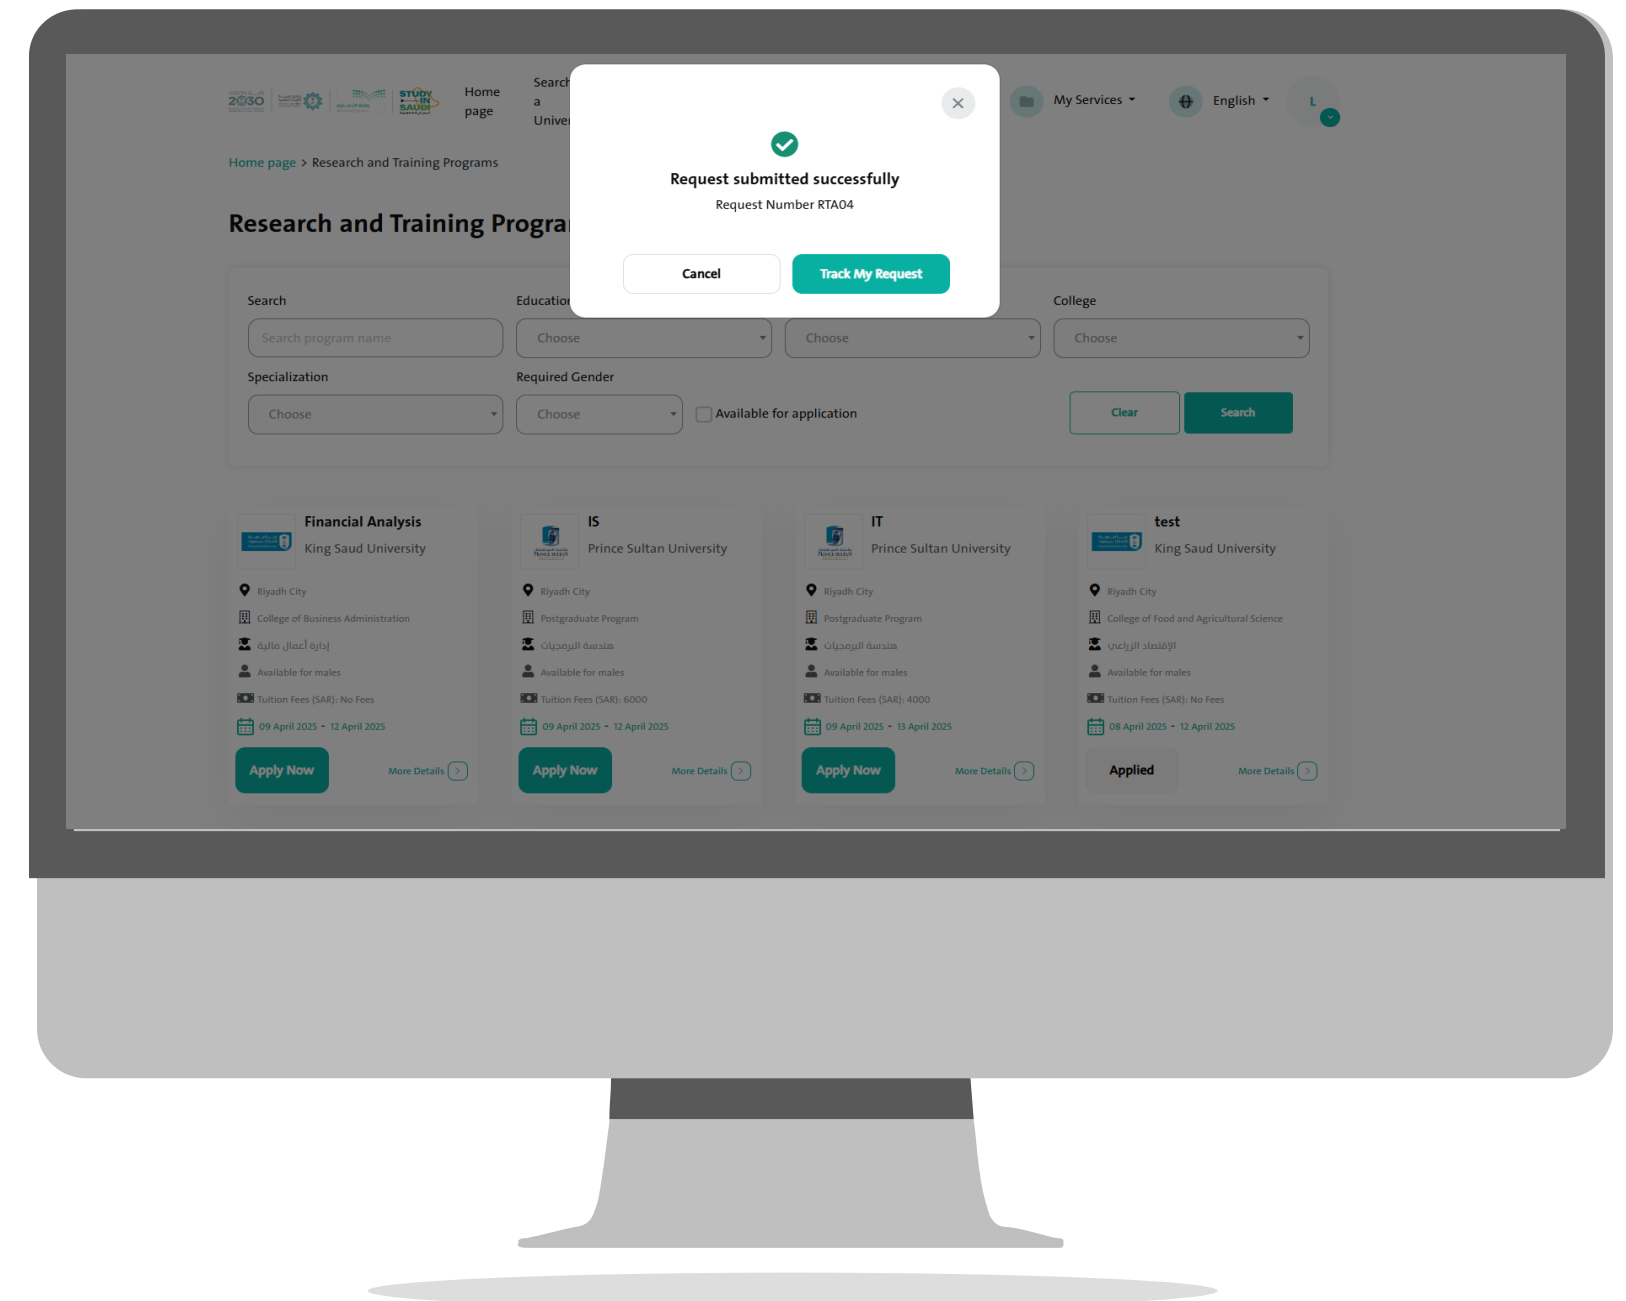 2030
STUDY
IN
SAUDI
Home
page
Search
a
Univer
My Services
English
L
Home page > Research and Training Programs
Research and Training Progra
Request submitted successfully
Request Number RTA04
Cancel
Track My Request
Search
Education
College
Search program name
Choose
Choose
Choose
Specialization
Required Gender
Choose
Choose
Available for application
Clear
Search
Financial Analysis
King Saud University
Riyadh City
College of Business Administration
إدارة أعمال مالية
Available for males
Tuition Fees (SAR): No Fees
09 April 2025 - 12 April 2025
Apply Now
More Details
IS
Prince Sultan University
Riyadh City
Postgraduate Program
هندسة البرمجيات
Available for males
Tuition Fees (SAR): 6000
09 April 2025 - 12 April 2025
Apply Now
More Details
IT
Prince Sultan University
Riyadh City
Postgraduate Program
هندسة البرمجيات
Available for males
Tuition Fees (SAR): 4000
09 April 2025 - 13 April 2025
Apply Now
More Details
test
King Saud University
Riyadh City
College of Food and Agricultural Science
الإقتصاد الزراعي
Available for males
Tuition Fees (SAR): No Fees
08 April 2025 - 12 April 2025
Applied
More Details